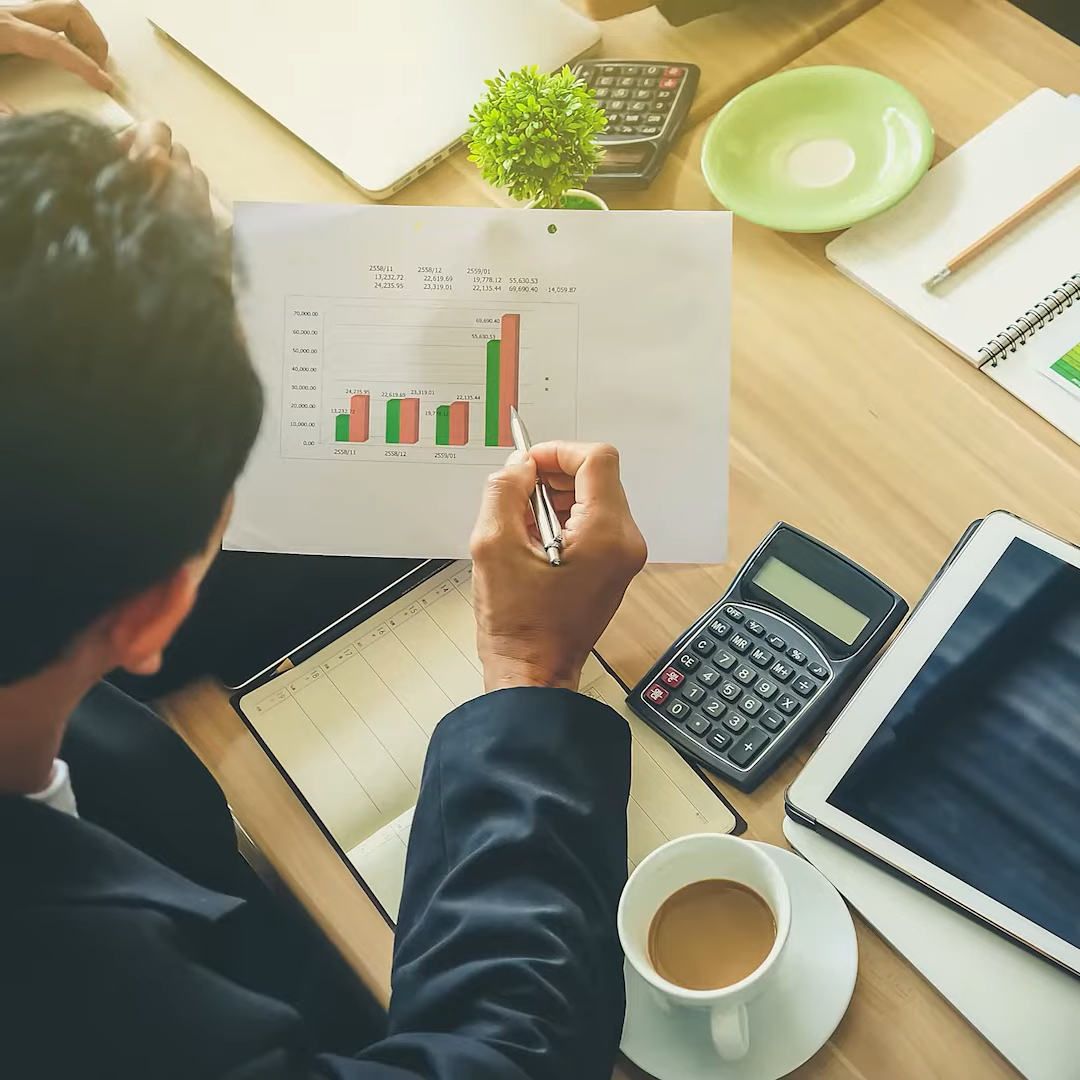 2558/11 2558/12 2559/01
13,232.72 22,619.69 19,778.12 55,630.53
24,235.95 23,319.01 22,135.44 69,690.40 14,059.87
70,000.00
60,000.00
50,000.00
40,000.00
30,000.00
20,000.00
10,000.00
0.00
69,690.40
55,630.53
24,235.95 22,619.69 23,319.01 22,135.44
13,232.72
2558/11 2558/12 2559/01
OFF +/- √ % 
MC MR M- M+ ÷
C 7 8 9 X
CE 4 5 6 -
1 2 3 +
0 . =